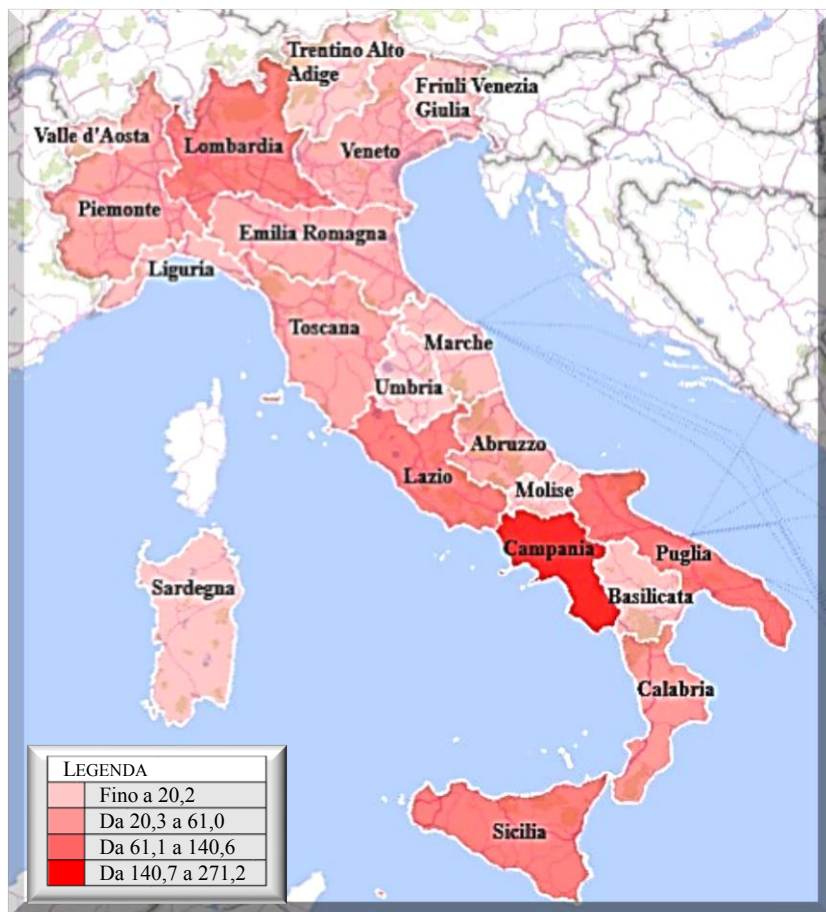 Trentino Alto
Adige
Friuli Venezia
Giulia
Valle d'Aosta
Lombardia
Veneto
Piemonte
Emilia Romagna
Liguria
Toscana
Marche
Umbria
Abruzzo
Lazio
Molise
Campania
Puglia
Sardegna
Basilicata
Calabria
Sicilia
LEGENDA
Fino a 20,2
Da 20,3 a 61,0
Da 61,1 a 140,6
Da 140,7 a 271,2